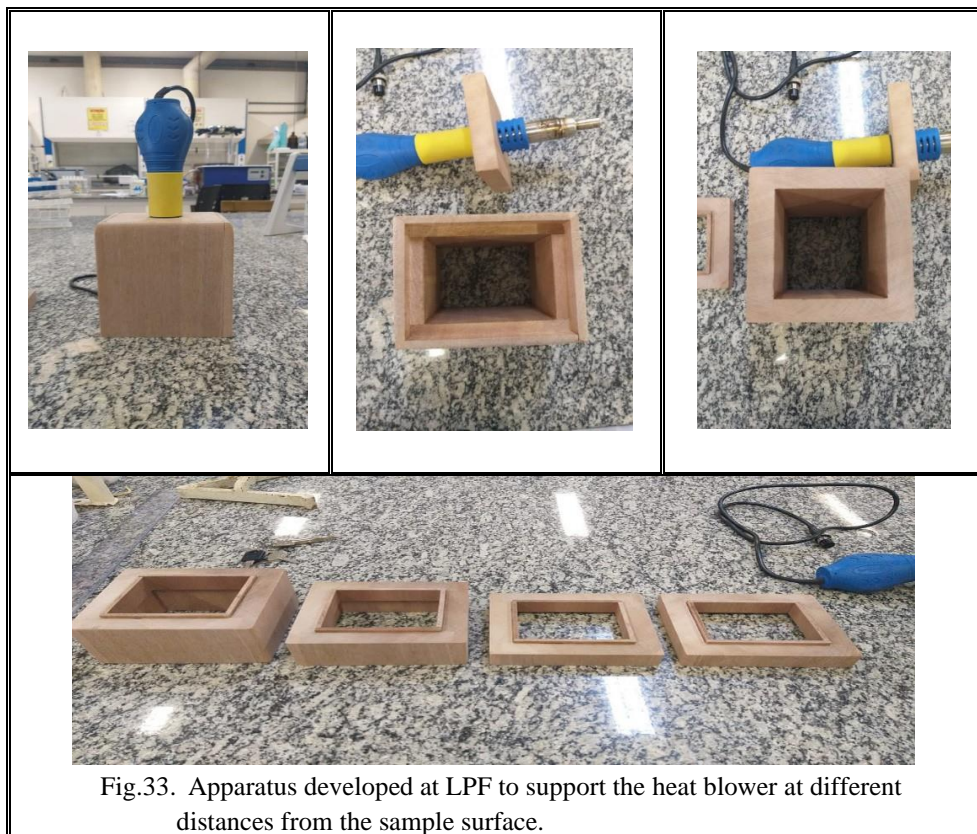 Fig.33. Apparatus developed at LPF to support the heat blower at different
distances from the sample surface.